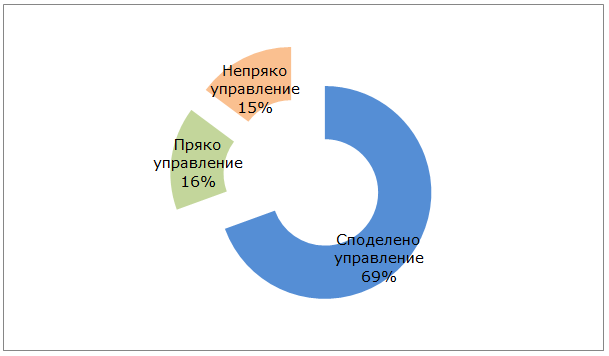 Непряко
управление
15%
Пряко
управление
16%
Споделено
управление
69%